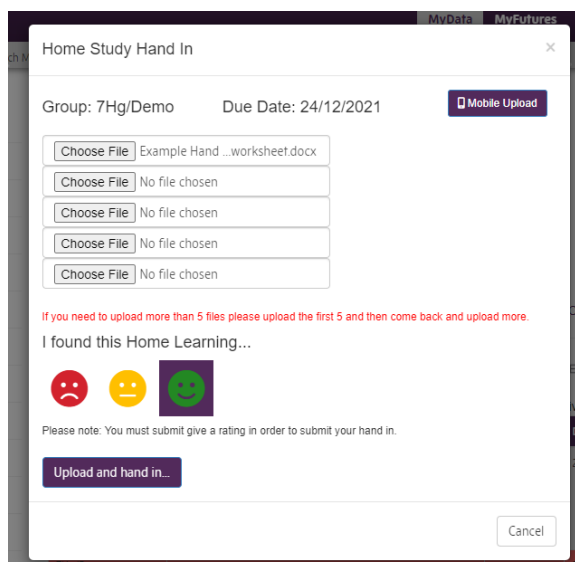 MyData MyFutures
Home Study Hand In
×
Group: 7Hg/Demo Due Date: 24/12/2021
Mobile Upload
Choose File Example Hand ...worksheet.docx
Choose File No file chosen
Choose File No file chosen
Choose File No file chosen
Choose File No file chosen
If you need to upload more than 5 files please upload the first 5 and then come back and upload more.
I found this Home Learning...
Please note: You must submit give a rating in order to submit your hand in.
Upload and hand in...
Cancel